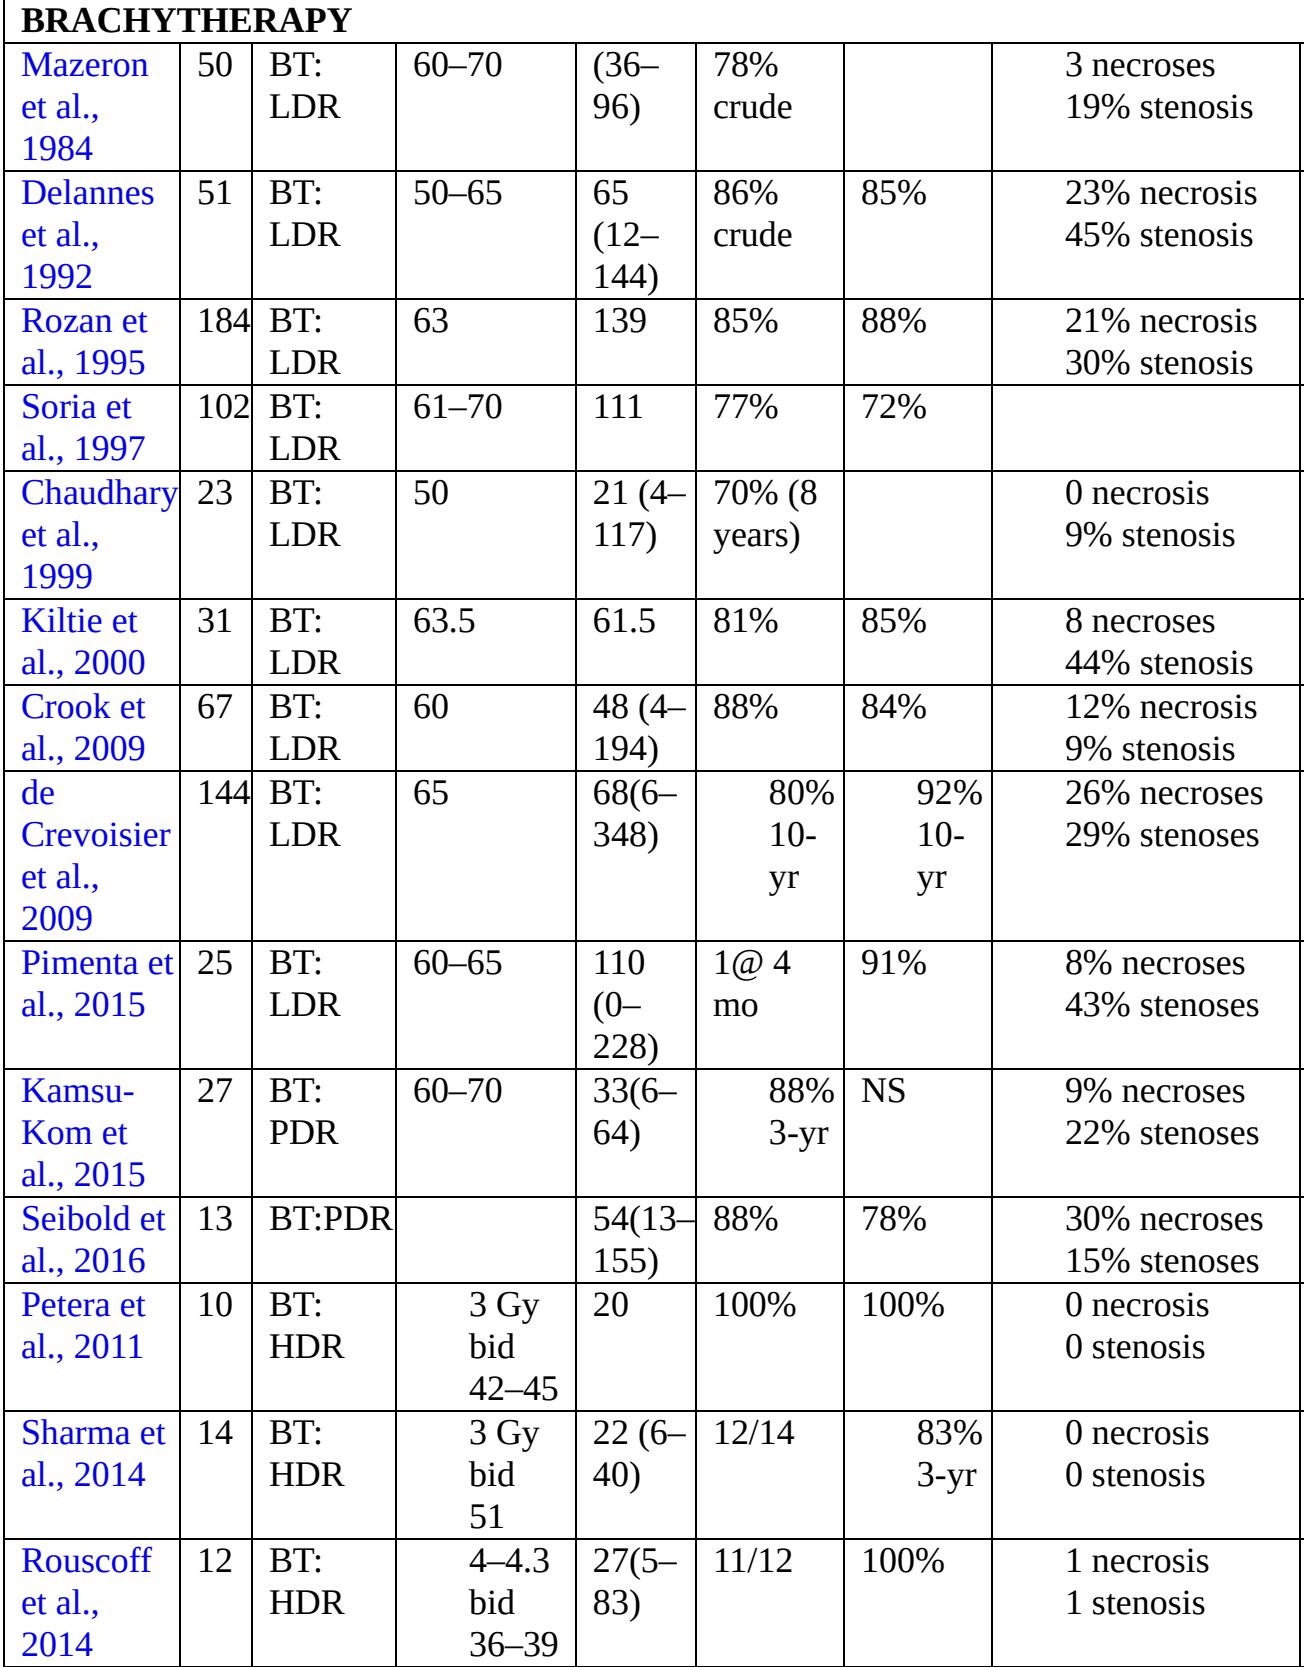 BRACHYTHERAPY
Mazeron 50 BT: 60–70 (36– 78% 3 necroses
et al., LDR 96) crude 19% stenosis
1984
Delannes 51 BT: 50–65 65 86% 85% 23% necrosis
et al., LDR (12– crude 45% stenosis
1992 144)
Rozan et 184 BT: 63 139 85% 88% 21% necrosis
al., 1995 LDR 30% stenosis
Soria et 102 BT: 61–70 111 77% 72%
al., 1997 LDR
Chaudhary 23 BT: 50 21 (4– 70% (8 0 necrosis
et al., LDR 117) years) 9% stenosis
1999
Kiltie et 31 BT: 63.5 61.5 81% 85% 8 necroses
al., 2000 LDR 44% stenosis
Crook et 67 BT: 60 48 (4– 88% 84% 12% necrosis
al., 2009 LDR 194) 9% stenosis
de 144 BT: 65 68(6– 80% 92% 26% necroses
Crevoisier LDR 348) 10- 10- 29% stenoses
et al., yr yr
2009
Pimenta et 25 BT: 60–65 110 1@ 4 91% 8% necroses
al., 2015 LDR (0– mo 43% stenoses
228)
Kamsu- 27 BT: 60–70 33(6– 88% NS 9% necroses
Kom et PDR 64) 3-yr 22% stenoses
al., 2015
Seibold et 13 BT:PDR 54(13– 88% 78% 30% necroses
al., 2016 155) 15% stenoses
Petera et 10 BT: 3 Gy 20 100% 100% 0 necrosis
al., 2011 HDR bid 0 stenosis
42–45
Sharma et 14 BT: 3 Gy 22 (6– 12/14 83% 0 necrosis
al., 2014 HDR bid 40) 3-yr 0 stenosis
51
Rouscoff 12 BT: 4–4.3 27(5– 11/12 100% 1 necrosis
et al., HDR bid 83) 1 stenosis
2014 36–39